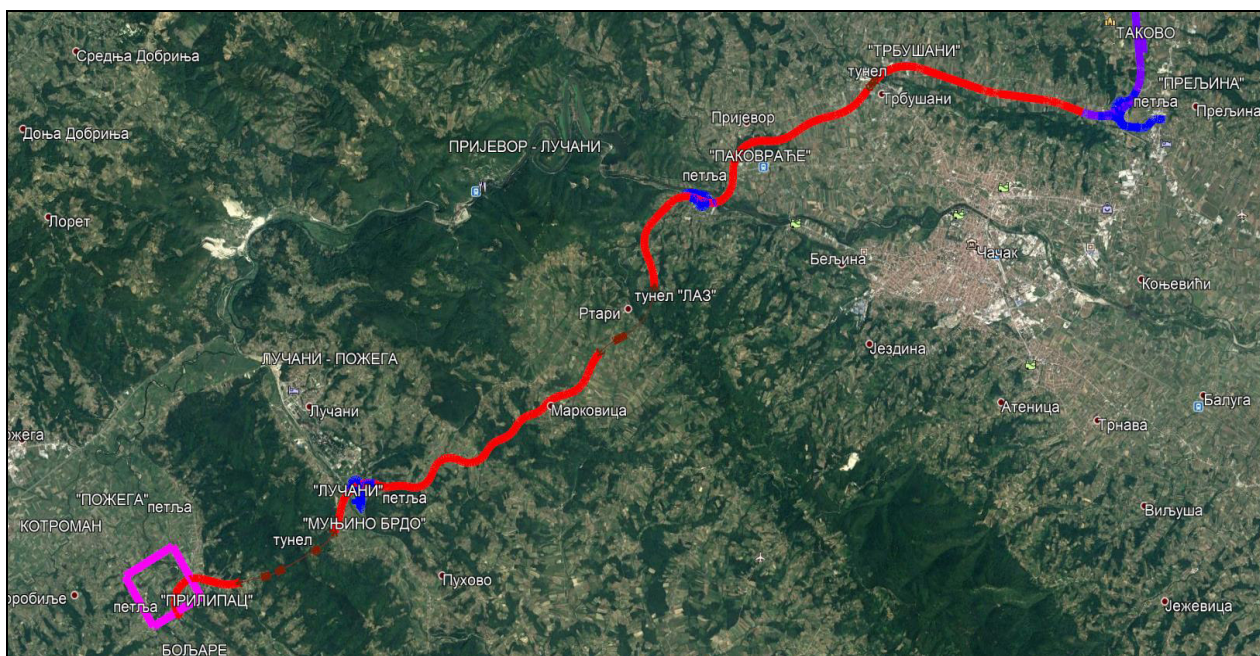 ТАКОВО
"ТРБУШАНИ"
Средња Добриња
тунел
"ПРЕЉИНА"
петља
Прељина
Трбушани
Пријевор
Доња Добриња
ПРИЈЕВОР - ЛУЧАНИ
"ПАКОВРАЋЕ"
петља
Лорет
Бељина
Чачак
Коњевићи
тунел "ЛАЗ"
Ртари
Јездина
ЛУЧАНИ - ПОЖЕГА
Лучани
Марковица
Атеница
Балуга
Трнава
"ЛУЧАНИ"
петља
"ПОЖЕГА"
петља
КОТРОМАН
"МУЊИНО БРДО"
тунел
Виљуша
Пухово
"ПРИЛИПАЦ"
петља
Јежевица
БОЉАРЕ